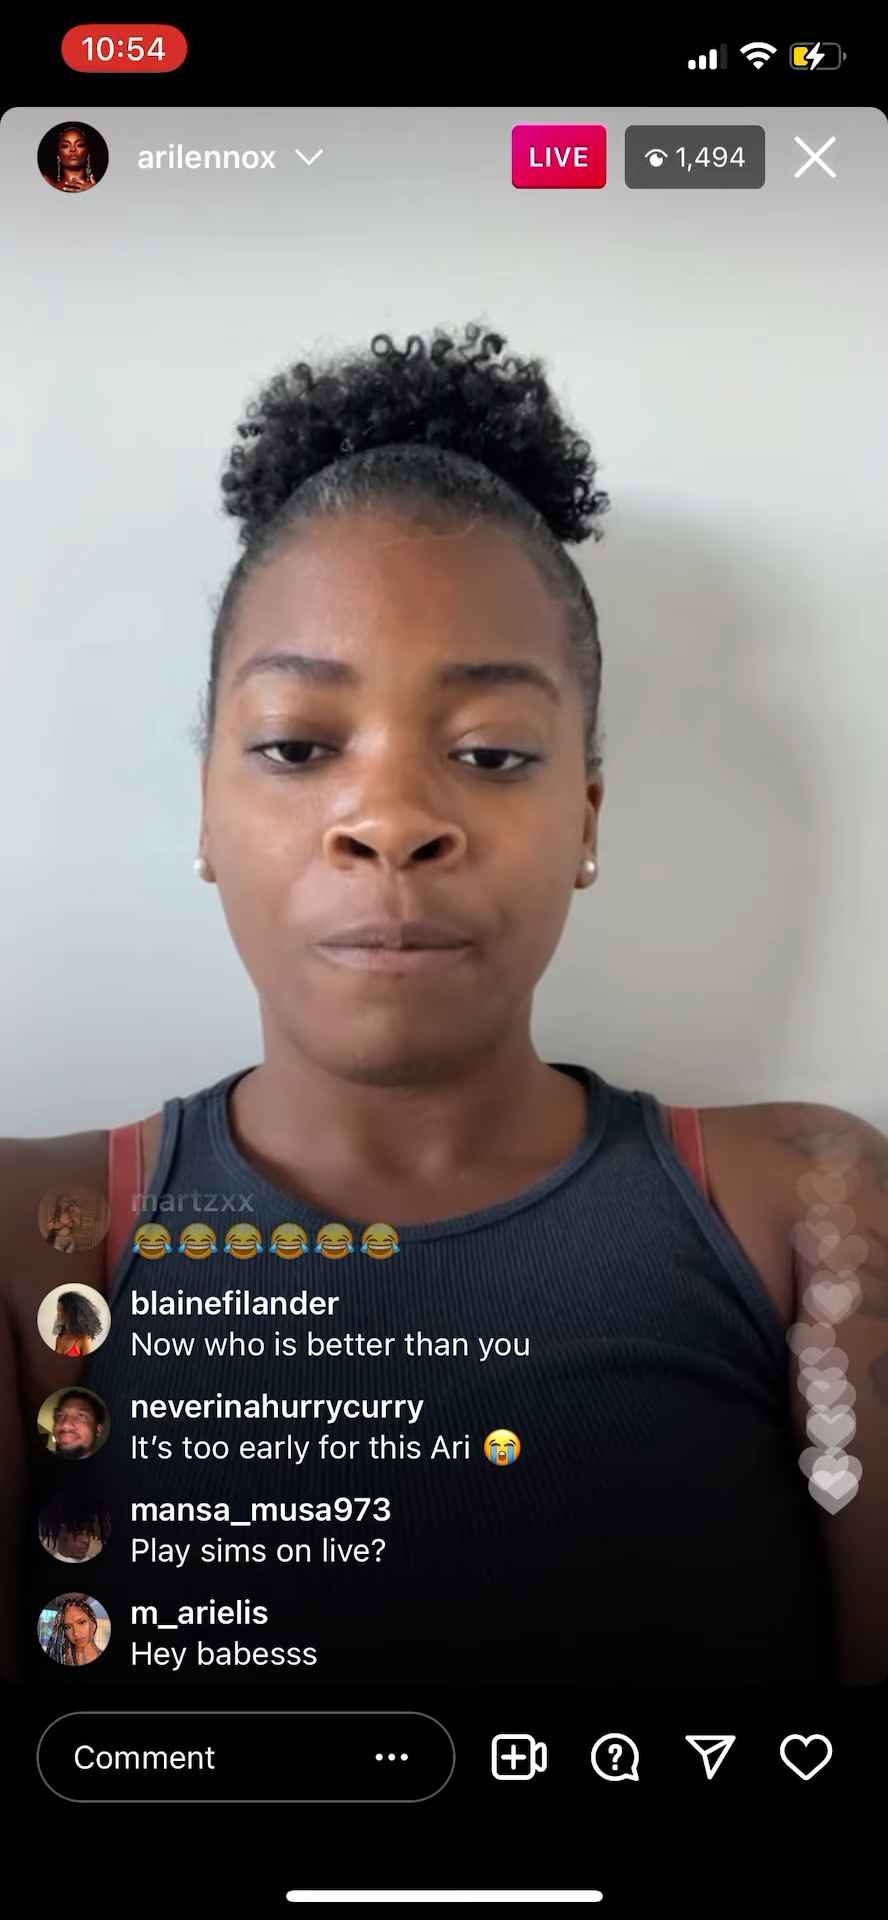 10:54
arilennox
LIVE
1,494
martzxx
😂😂😂😂😂😂
blainefilander
Now who is better than you
neverinahurrycurry
It’s too early for this Ari 😭
mansa_musa973
Play sims on live?
m_arielis
Hey babesss
Comment